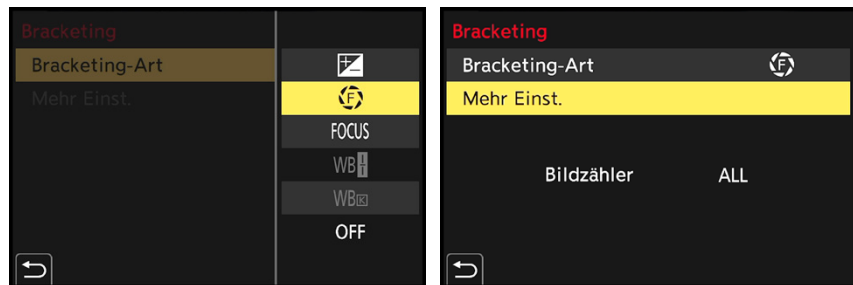 Bracketing
Bracketing-Art
Mehr Einst.
F
FOCUS
WB
WB K
OFF
Bracketing
Bracketing-Art F
Mehr Einst.
Bildzähler ALL